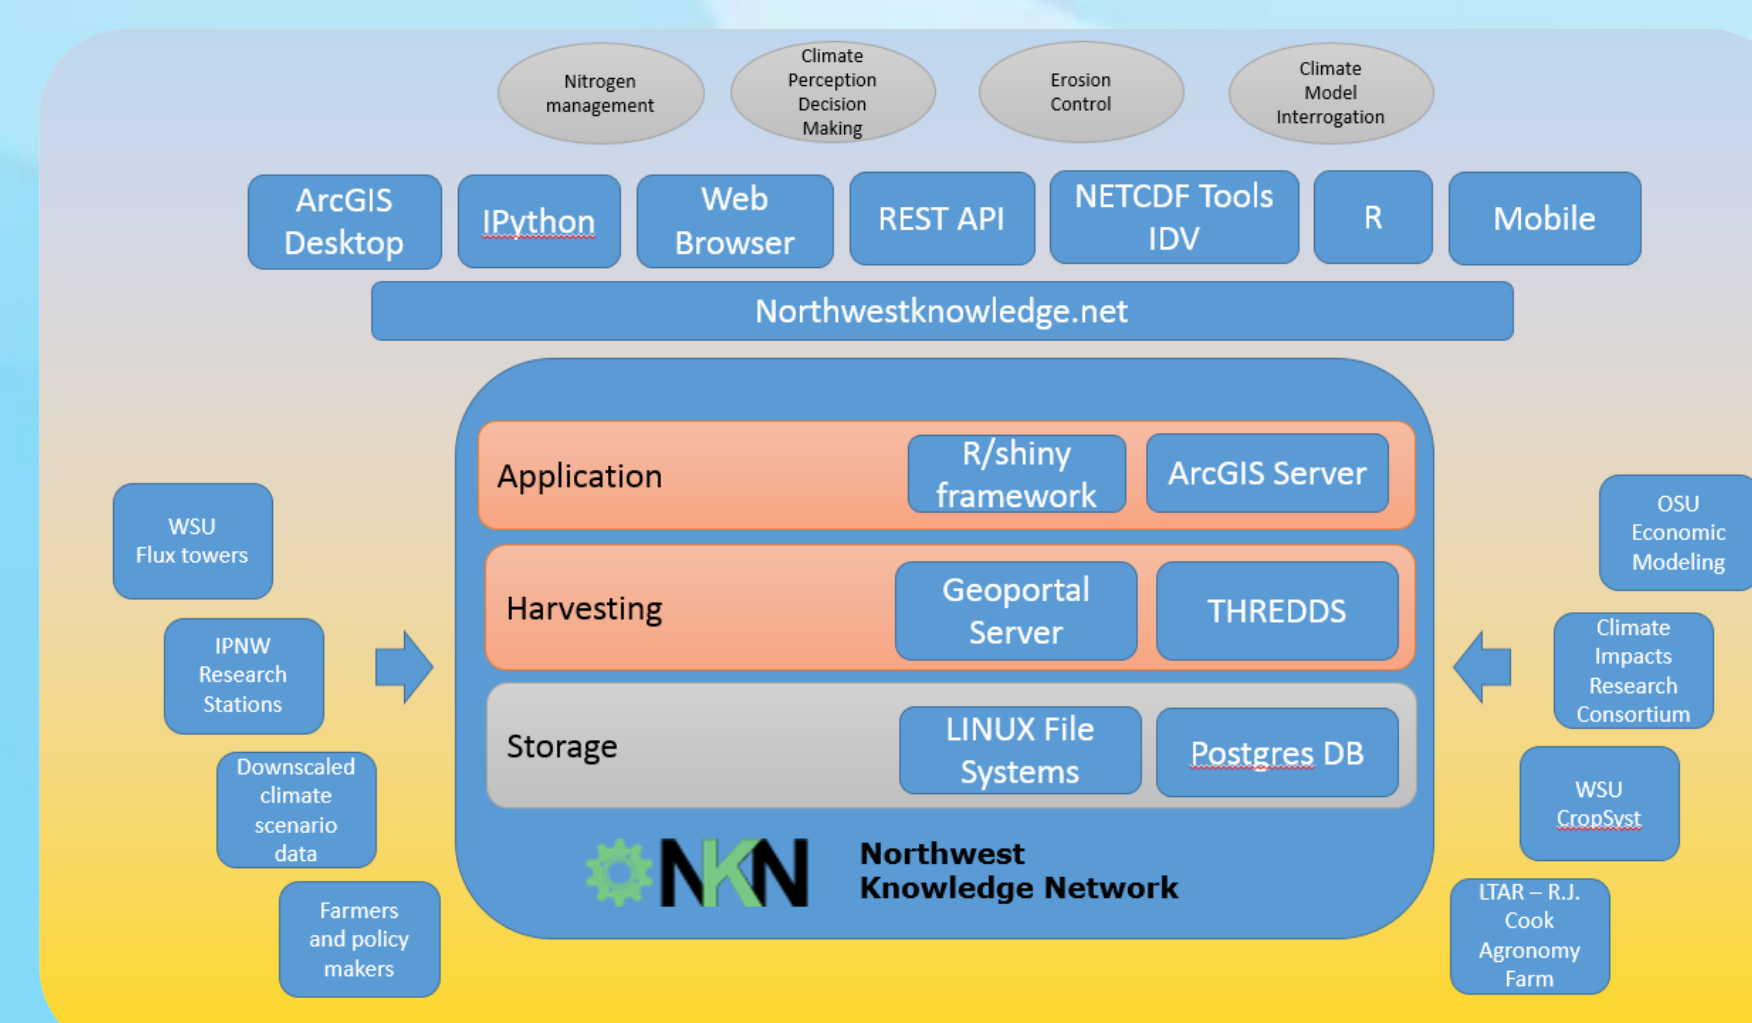 Nitrogen
management
Climate
Perception
Decision
Making
Erosion
Control
Climate
Model
Interrogation
ArcGIS
Desktop
IPython
Web
Browser
REST API
NETCDF Tools
IDV
R
Mobile
Northwestknowledge.net
Application
R/shiny
framework
ArcGIS Server
Harvesting
Geoportal
Server
THREDDS
Storage
LINUX File
Systems
Postgres DB
NKN
Northwest
Knowledge Network
WSU
Flux towers
IPNW
Research
Stations
Downscaled
climate
scenario
data
Farmers
and policy
makers
OSU
Economic
Modeling
Climate
Impacts
Research
Consortium
WSU
CropSyst
LTAR – R.J.
Cook
Agronomy
Farm